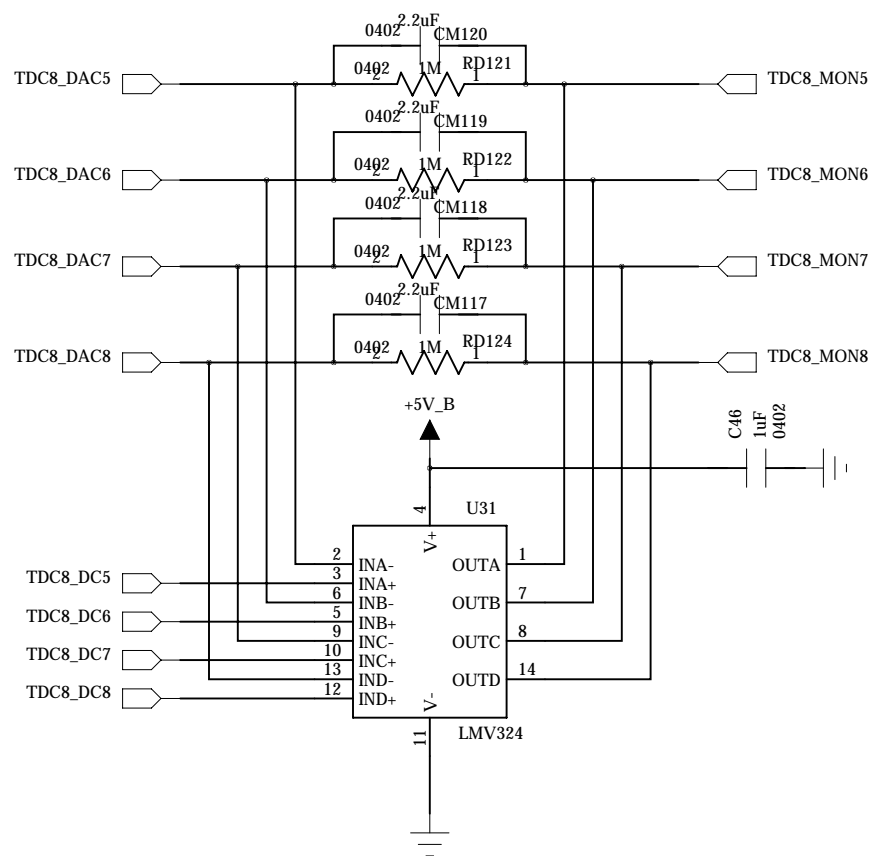 2.2uF
0402 CM120
TDC8_DAC5 0402 2 1M RD121 1 TDC8_MON5
2.2uF
0402 CM119
TDC8_DAC6 0402 2 1M RD122 1 TDC8_MON6
2.2uF
0402 CM118
TDC8_DAC7 0402 2 1M RD123 1 TDC8_MON7
2.2uF
0402 CM117
TDC8_DAC8 0402 2 1M RD124 1 TDC8_MON8
+5V_B
C46
1uF
0402
4 U31
V+
2 INA- OUTA 1
TDC8_DC5 3 INA+
6 INB- OUTB 7
TDC8_DC6 5 INB+
9 INC- OUTC 8
TDC8_DC7 10 INC+
13 IND- OUTD 14
TDC8_DC8 12 IND+
V-
11 LMV324